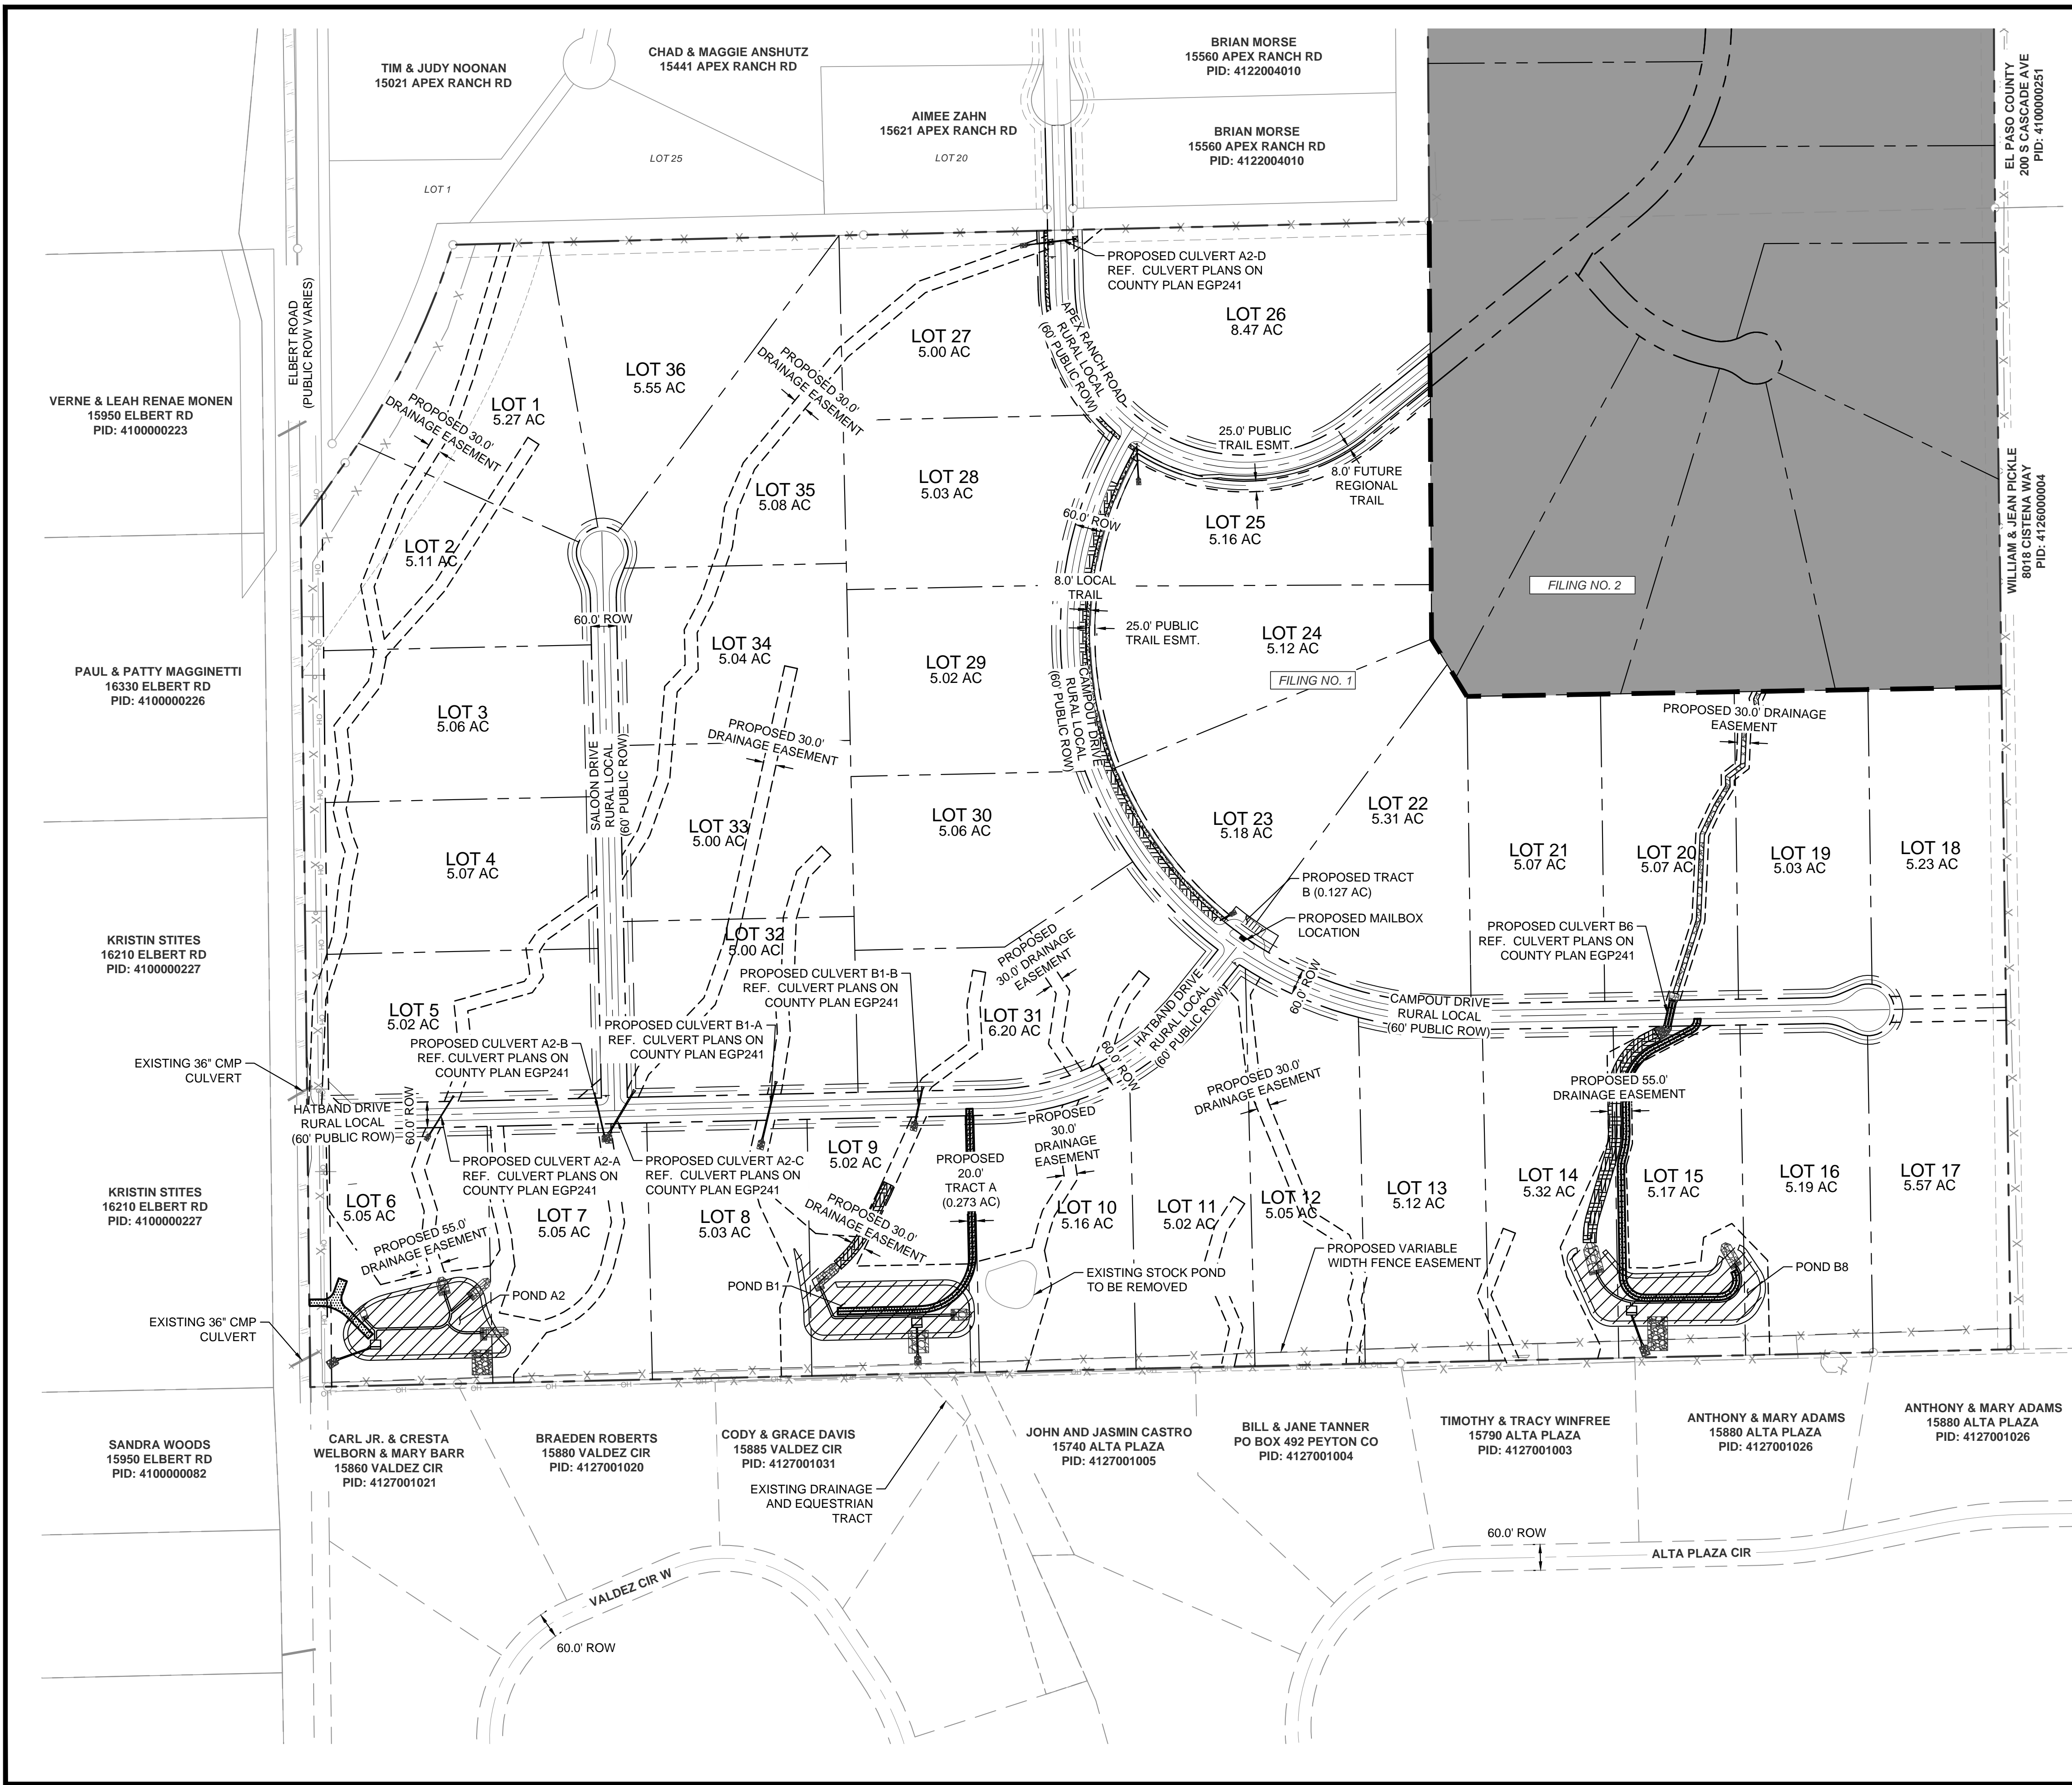 TIM & JUDY NOONAN
15021 APEX RANCH RD
CHAD & MAGGIE ANSHUTZ
15441 APEX RANCH RD
BRIAN MORSE
15560 APEX RANCH RD
PID: 4122004010
AIMEE ZAHN
15621 APEX RANCH RD
BRIAN MORSE
15560 APEX RANCH RD
PID: 4122004010
EL PASO COUNTY
200 S CASCADE AVE
PID: 4100000251
LOT 1
LOT 25
LOT 20
ELBERT ROAD
(PUBLIC ROW VARIES)
PROPOSED CULVERT A2-D
REF. CULVERT PLANS ON
COUNTY PLAN EGP241
LOT 26
8.47 AC
LOT 27
5.00 AC
APEX RANCH ROAD
RURAL LOCAL
(60' PUBLIC ROW)
LOT 36
5.55 AC
PROPOSED 30.0'
DRAINAGE EASEMENT
VERNE & LEAH RENAE MONEN
15950 ELBERT RD
PID: 4100000223
LOT 1
5.27 AC
PROPOSED 30.0'
DRAINAGE EASEMENT
25.0' PUBLIC
TRAIL ESMT.
8.0' FUTURE
REGIONAL
TRAIL
LOT 35
5.08 AC
LOT 28
5.03 AC
60.0' ROW
LOT 25
5.16 AC
WILLIAM & JEAN PICKLE
8018 CISTENA WAY
PID: 4126000004
LOT 2
5.11 AC
FILING NO. 2
8.0' LOCAL
TRAIL
60.0' ROW
25.0' PUBLIC
TRAIL ESMT.
LOT 24
5.12 AC
FILING NO. 1
LOT 34
5.04 AC
LOT 29
5.02 AC
PAUL & PATTY MAGGINETTI
16330 ELBERT RD
PID: 4100000226
CAMPOUT DRIVE
RURAL LOCAL
(60' PUBLIC ROW)
LOT 3
5.06 AC
PROPOSED 30.0'
DRAINAGE EASEMENT
PROPOSED 30.0' DRAINAGE
EASEMENT
SALOON DRIVE
RURAL LOCAL
(60' PUBLIC ROW)
LOT 33
5.00 AC
LOT 30
5.06 AC
LOT 23
5.18 AC
LOT 22
5.31 AC
LOT 21
5.07 AC
LOT 20
5.07 AC
LOT 19
5.03 AC
LOT 18
5.23 AC
LOT 4
5.07 AC
PROPOSED TRACT
B (0.127 AC)
PROPOSED MAILBOX
LOCATION
KRISTIN STITES
16210 ELBERT RD
PID: 4100000227
LOT 32
5.00 AC
PROPOSED
30.0' DRAINAGE
EASEMENT
PROPOSED CULVERT B6
REF. CULVERT PLANS ON
COUNTY PLAN EGP241
PROPOSED CULVERT B1-B
REF. CULVERT PLANS ON
COUNTY PLAN EGP241
60.0' ROW
CAMPOUT DRIVE
RURAL LOCAL
(60' PUBLIC ROW)
LOT 5
5.02 AC
LOT 31
6.20 AC
HATBAND DRIVE
RURAL LOCAL
(60' PUBLIC ROW)
PROPOSED CULVERT B1-A
REF. CULVERT PLANS ON
COUNTY PLAN EGP241
PROPOSED CULVERT A2-B
REF. CULVERT PLANS ON
COUNTY PLAN EGP241
60.0' ROW
EXISTING 36" CMP
CULVERT
PROPOSED 30.0'
DRAINAGE EASEMENT
PROPOSED 55.0'
DRAINAGE EASEMENT
HATBAND DRIVE
RURAL LOCAL
(60' PUBLIC ROW)
60.0' ROW
PROPOSED
30.0'
DRAINAGE
EASEMENT
PROPOSED CULVERT A2-A
REF. CULVERT PLANS ON
COUNTY PLAN EGP241
PROPOSED CULVERT A2-C
REF. CULVERT PLANS ON
COUNTY PLAN EGP241
LOT 9
5.02 AC
PROPOSED
20.0'
TRACT A
(0.273 AC)
KRISTIN STITES
16210 ELBERT RD
PID: 4100000227
LOT 6
5.05 AC
LOT 7
5.05 AC
LOT 8
5.03 AC
LOT 10
5.16 AC
LOT 11
5.02 AC
LOT 12
5.05 AC
LOT 13
5.12 AC
LOT 14
5.32 AC
LOT 15
5.17 AC
LOT 16
5.19 AC
LOT 17
5.57 AC
PROPOSED 55.0'
DRAINAGE EASEMENT
PROPOSED 30.0'
DRAINAGE EASEMENT
PROPOSED VARIABLE
WIDTH FENCE EASEMENT
EXISTING STOCK POND
TO BE REMOVED
POND A2
POND B1
POND B8
EXISTING 36" CMP
CULVERT
SANDRA WOODS
15950 ELBERT RD
PID: 4100000082
CARL JR. & CRESTA
WELBORN & MARY BARR
15860 VALDEZ CIR
PID: 4127001021
BRAEDEN ROBERTS
15880 VALDEZ CIR
PID: 4127001020
CODY & GRACE DAVIS
15885 VALDEZ CIR
PID: 4127001031
JOHN AND JASMIN CASTRO
15740 ALTA PLAZA
PID: 4127001005
BILL & JANE TANNER
PO BOX 492 PEYTON CO
PID: 4127001004
TIMOTHY & TRACY WINFREE
15790 ALTA PLAZA
PID: 4127001003
ANTHONY & MARY ADAMS
15880 ALTA PLAZA
PID: 4127001026
ANTHONY & MARY ADAMS
15880 ALTA PLAZA
PID: 4127001026
EXISTING DRAINAGE
AND EQUESTRIAN
TRACT
60.0' ROW
ALTA PLAZA CIR
VALDEZ CIR W
60.0' ROW